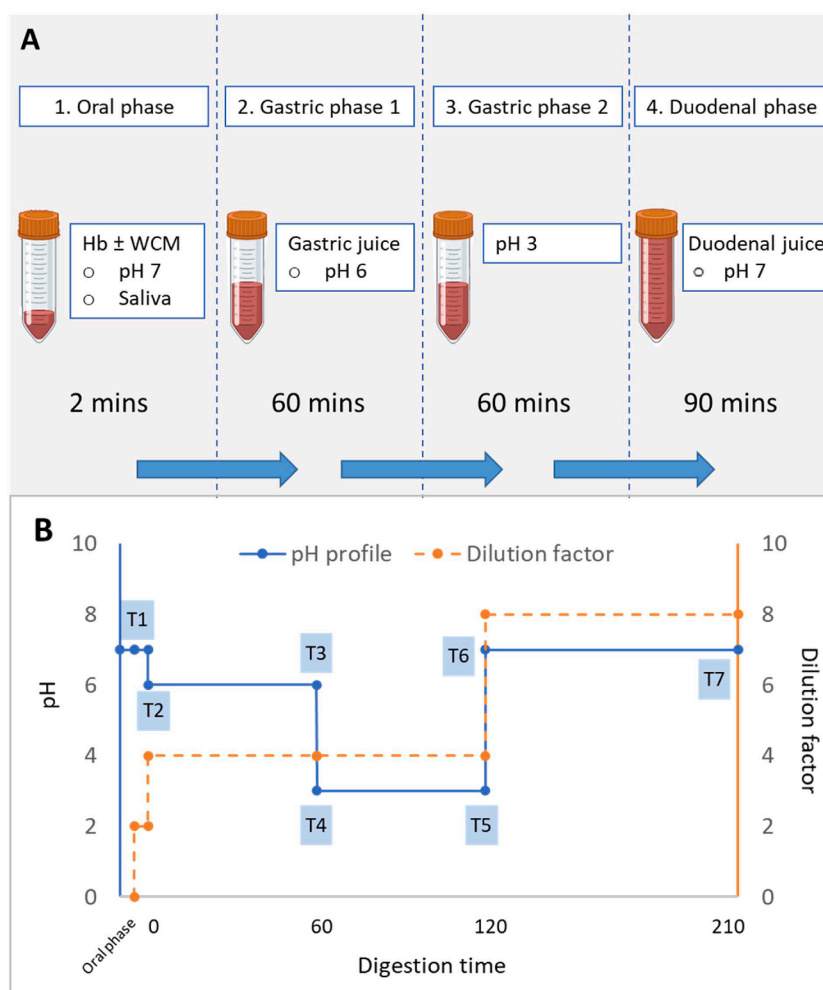 A
1. Oral phase
2. Gastric phase 1
3. Gastric phase 2
4. Duodenal phase
Hb ± WCM
○ pH 7
○ Saliva
Gastric juice
○ pH 6
pH 3
Duodenal juice
○ pH 7
2 mins
60 mins
60 mins
90 mins
B
pH profile
Dilution factor
10
8
6
4
2
0
pH
10
8
6
4
2
0
Dilution factor
T1
T2
T3
T4
T5
T6
T7
Oral phase
0
60
120
210
Digestion time